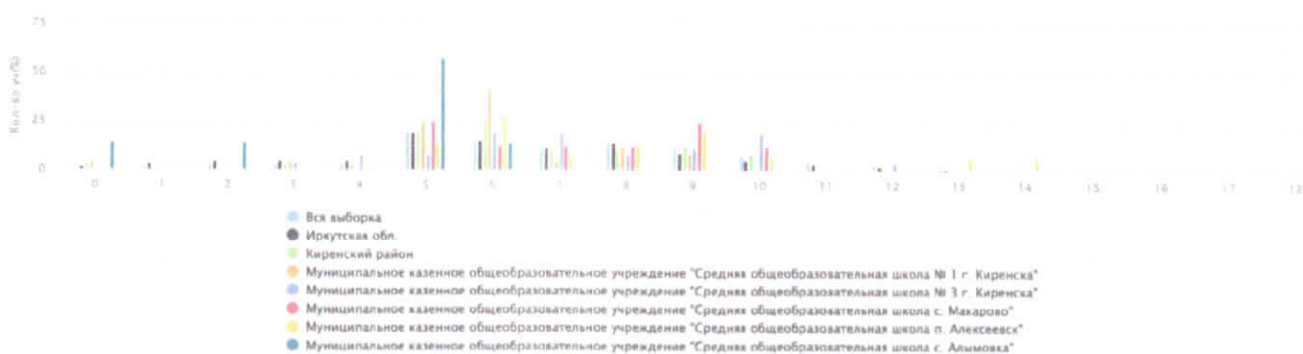 75
Кол-во уч(%)
50
25
0
0 1 2 3 4 5 6 7 8 9 10 11 12 13 14 15 16 17 18
Вся выборка
Иркутская обл.
Киренский район
Муниципальное казенное общеобразовательное учреждение "Средняя общеобразовательная школа № 1 г. Киренска"
Муниципальное казенное общеобразовательное учреждение "Средняя общеобразовательная школа № 3 г. Киренска"
Муниципальное казенное общеобразовательное учреждение "Средняя общеобразовательная школа с. Макарово"
Муниципальное казенное общеобразовательное учреждение "Средняя общеобразовательная школа п. Алексеевск"
Муниципальное казенное общеобразовательное учреждение "Средняя общеобразовательная школа с. Алымовка"